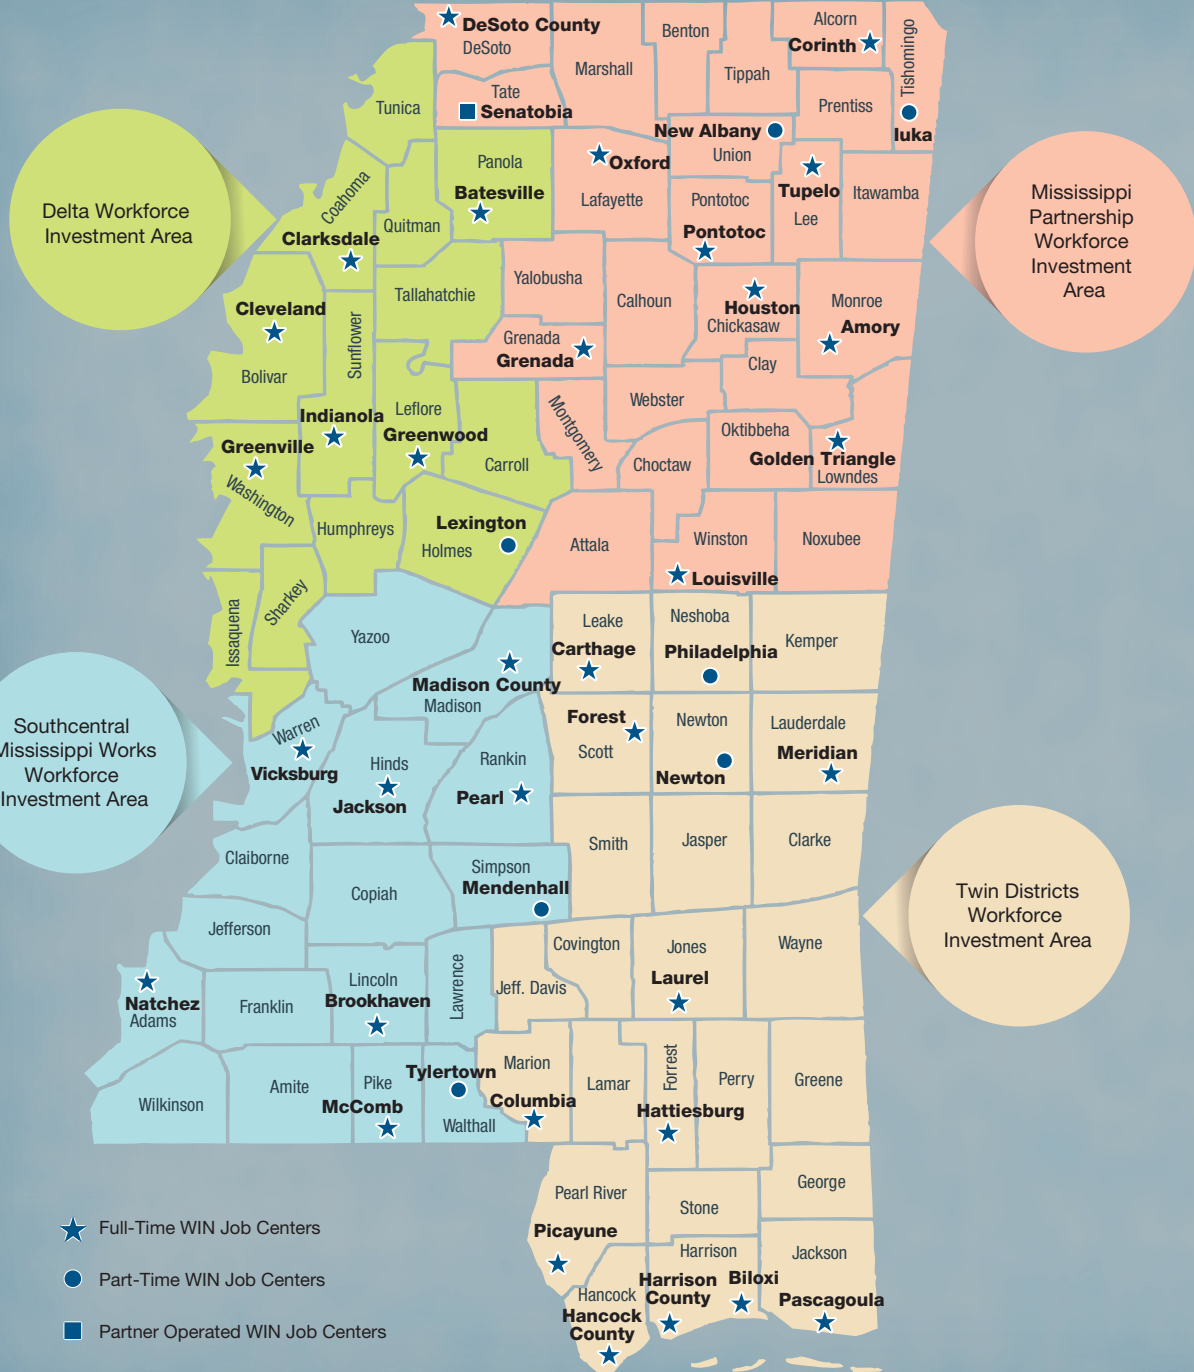 DeSoto County
DeSoto
Marshall
Benton
Tippah
Alcorn
Corinth
Tishomingo
Iuka
Prentiss
Tate
Senatobia
Tunica
Panola
Batesville
Oxford
Lafayette
New Albany
Union
Tupelo
Lee
Itawamba
Pontotoc
Pontotoc
Delta Workforce
Investment Area
Mississippi
Partnership
Workforce
Investment
Area
Coahoma
Clarksdale
Quitman
Tallahatchie
Yalobusha
Calhoun
Houston
Chickasaw
Monroe
Amory
Cleveland
Bolivar
Sunflower
Indianola
Grenada
Grenada
Clay
Webster
Montgomery
Leflore
Greenwood
Carroll
Choctaw
Oktibbeha
Golden Triangle
Lowndes
Greenville
Washington
Humphreys
Lexington
Holmes
Attala
Winston
Louisville
Noxubee
Issaquena
Sharkey
Yazoo
Madison County
Madison
Leake
Carthage
Neshoba
Philadelphia
Kemper
Southcentral
Mississippi Works
Workforce
Investment Area
Warren
Vicksburg
Hinds
Jackson
Rankin
Pearl
Forest
Scott
Newton
Newton
Lauderdale
Meridian
Claiborne
Copiah
Simpson
Mendenhall
Smith
Jasper
Clarke
Twin Districts
Workforce
Investment Area
Jefferson
Natchez
Adams
Franklin
Lincoln
Brookhaven
Lawrence
Jeff. Davis
Covington
Jones
Laurel
Wayne
Wilkinson
Amite
Pike
McComb
Tylertown
Walthall
Marion
Columbia
Lamar
Forrest
Hattiesburg
Perry
Greene
Pearl River
Picayune
Stone
George
Hancock
Hancock
County
Harrison
Harrison
County
Biloxi
Jackson
Pascagoula
Full-Time WIN Job Centers
Part-Time WIN Job Centers
Partner Operated WIN Job Centers